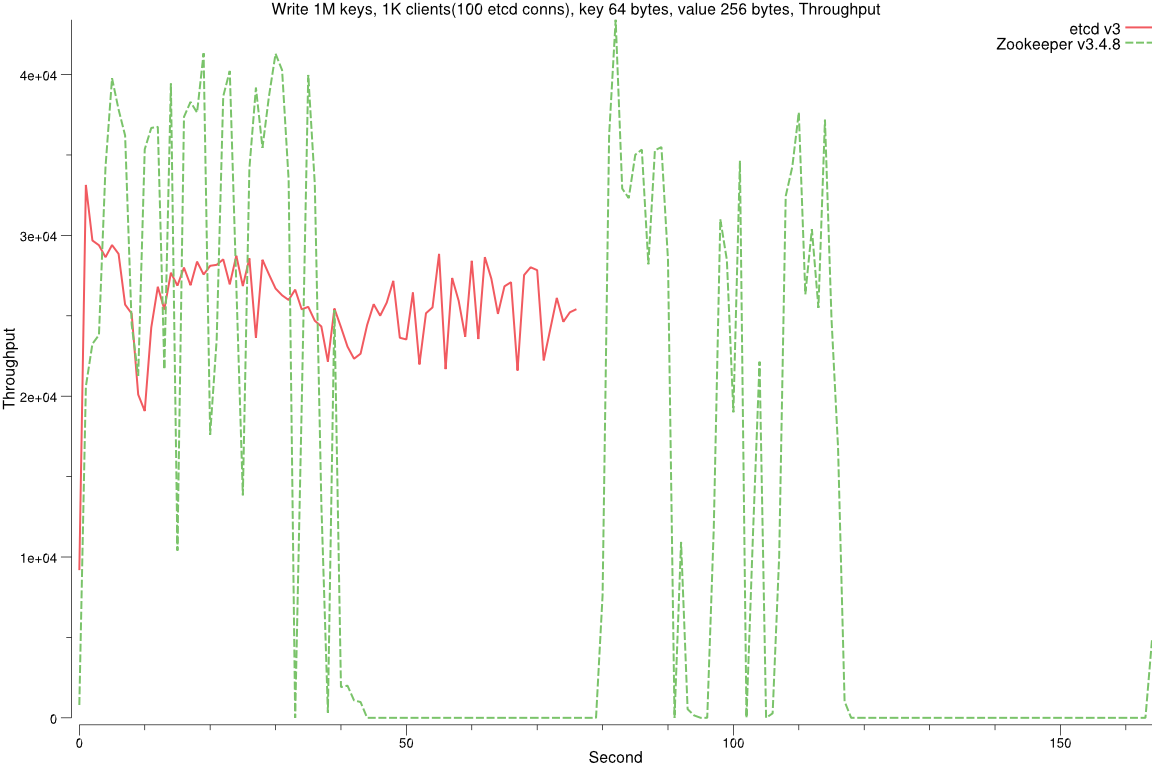 Write 1M keys, 1K clients(100 etcd conns), key 64 bytes, value 256 bytes, Throughput
etcd v3
Zookeeper v3.4.8
4e+04
3e+04
2e+04
1e+04
0
Throughput
0
50
100
150
Second